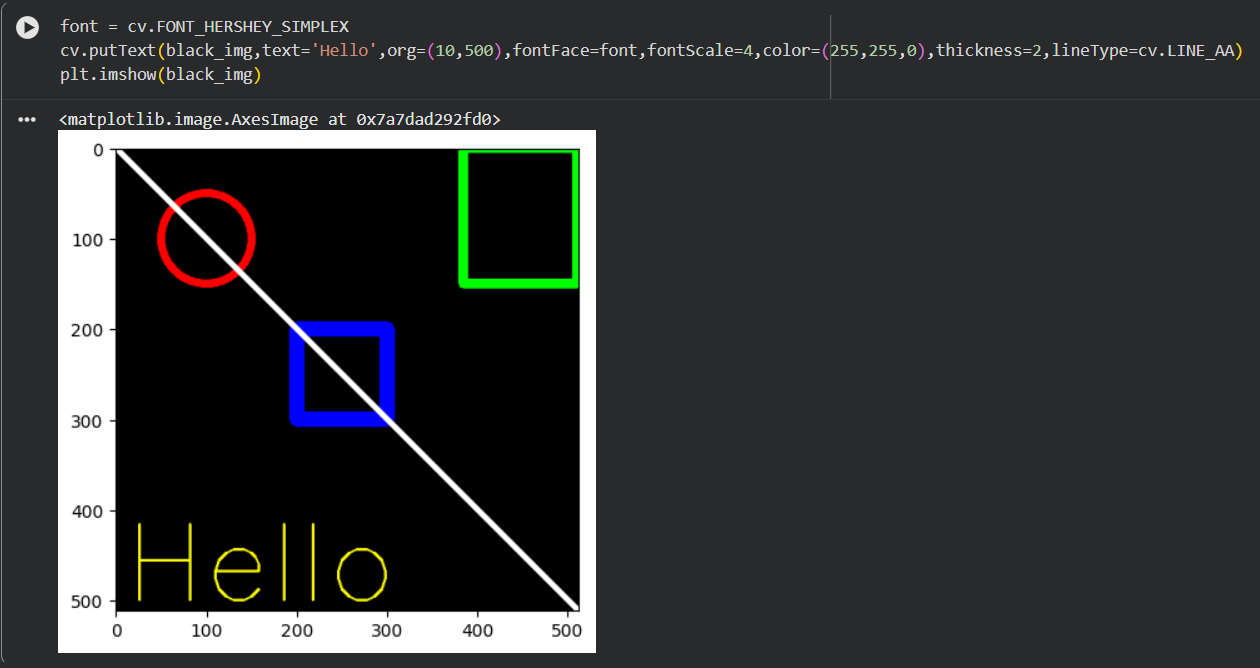 font = cv.FONT_HERSHEY_SIMPLEX
cv.putText(black_img,text='Hello',org=(10,500),fontFace=font,fontScale=4,color=(255,255,0),thickness=2,lineType=cv.LINE_AA)
plt.imshow(black_img)
<matplotlib.image.AxesImage at 0x7a7dad292fd0>
0
100
200
300
400
Hello
500
0 100 200 300 400 500